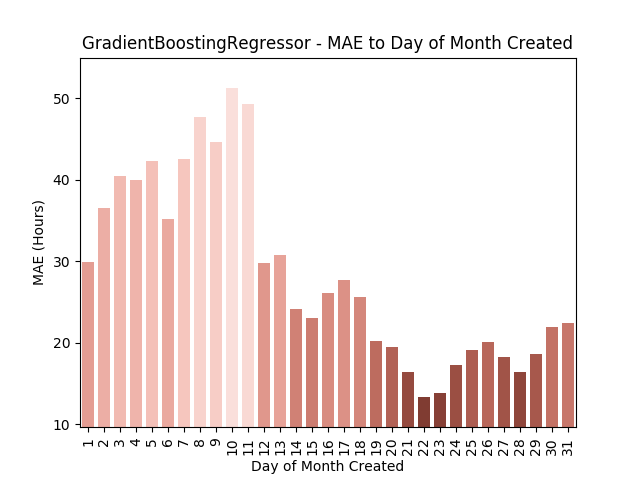 GradientBoostingRegressor - MAE to Day of Month Created
MAE (Hours)
50
40
30
20
10
1 2 3 4 5 6 7 8 9 10 11 12 13 14 15 16 17 18 19 20 21 22 23 24 25 26 27 28 29 30 31
Day of Month Created